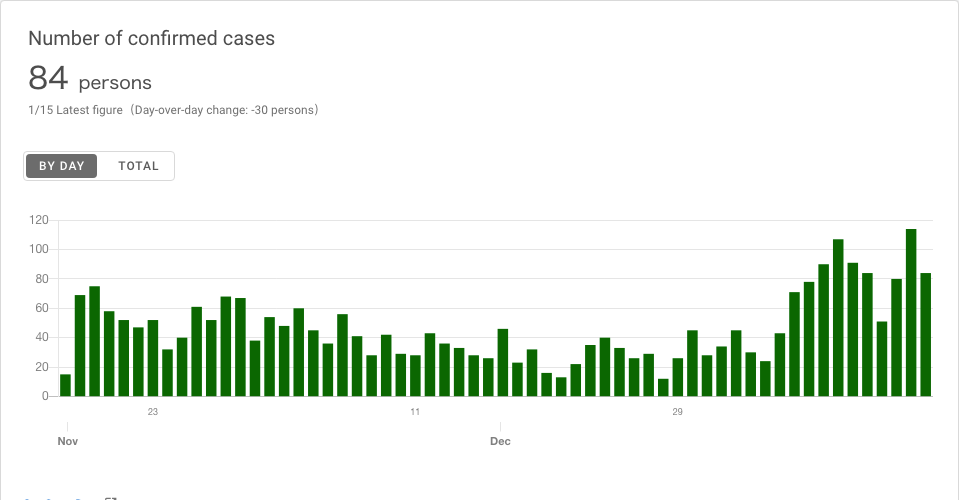 Number of confirmed cases
84 persons
1/15 Latest figure（Day-over-day change: -30 persons）
BY DAY TOTAL
120
100
80
60
40
20
0
23 11 29
Nov Dec